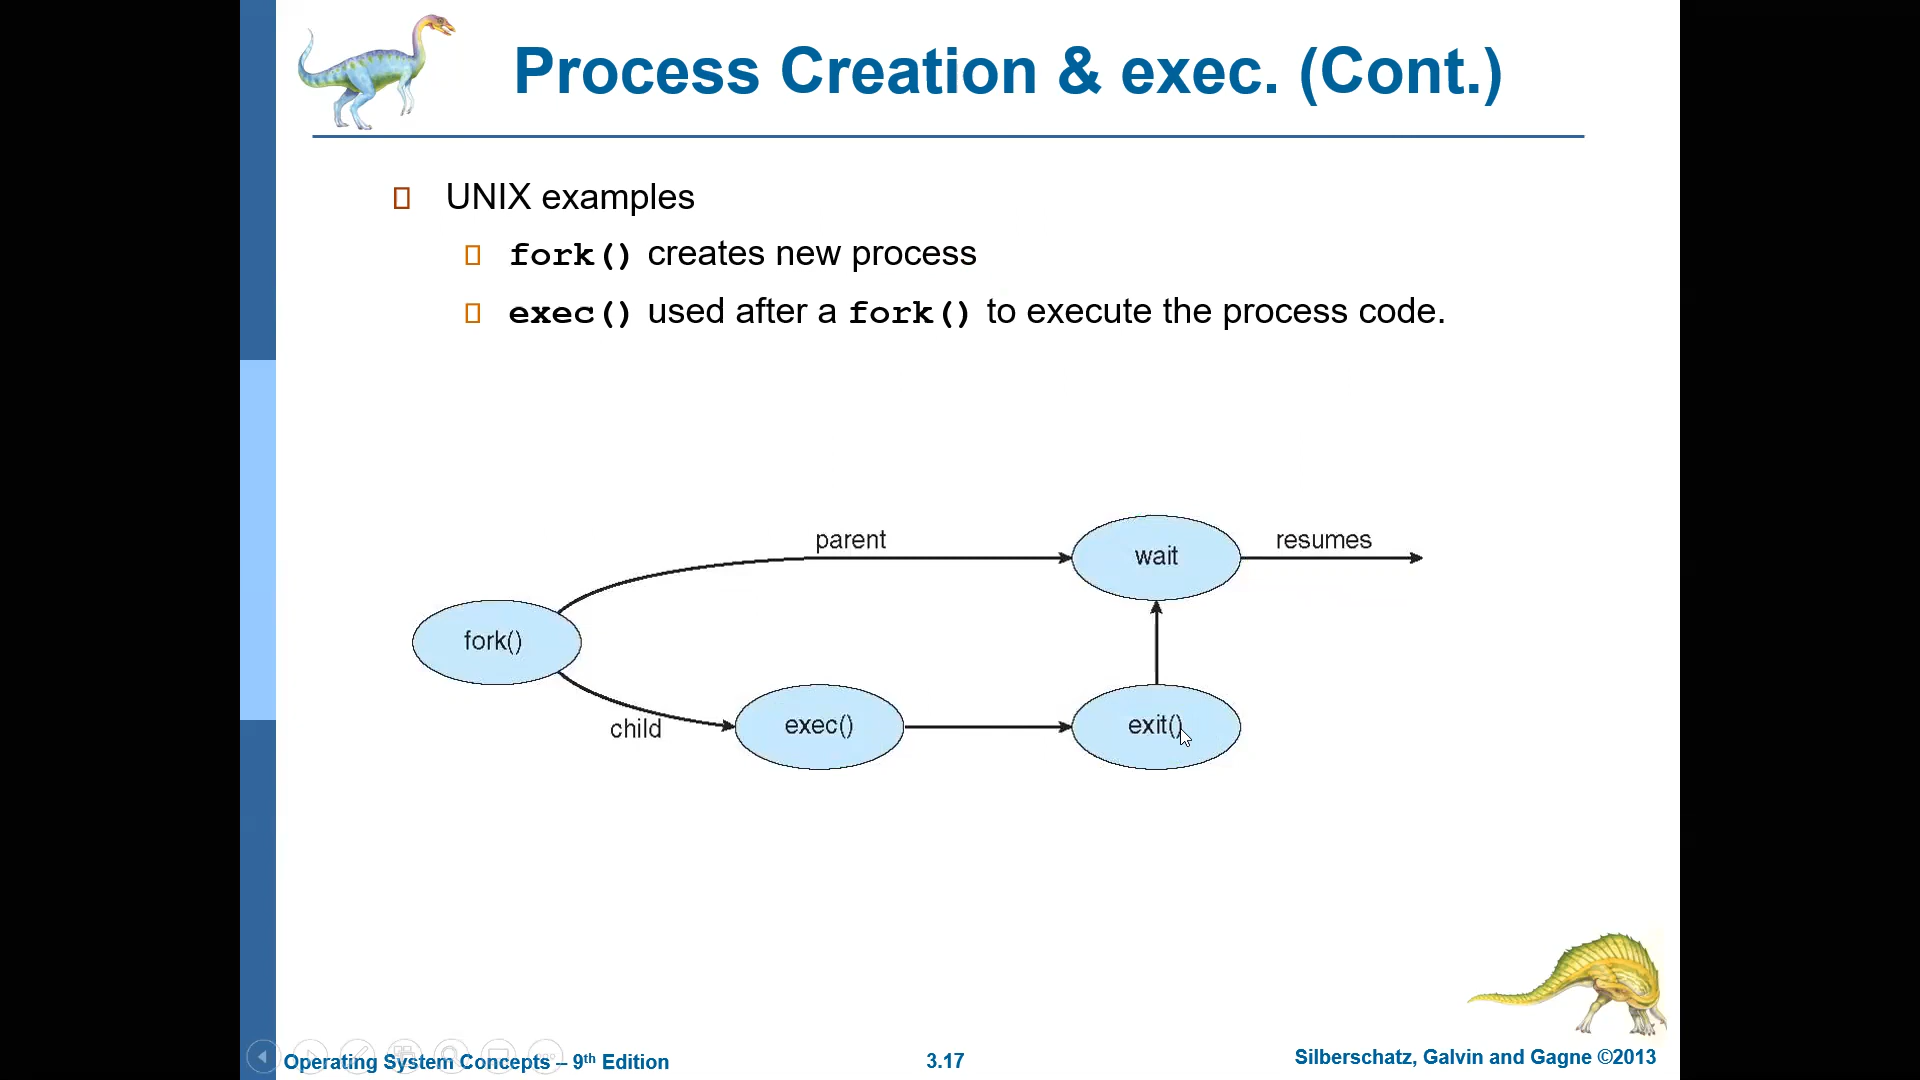 Process Creation & exec. (Cont.)
UNIX examples
fork() creates new process
exec() used after a fork() to execute the process code.
parent
wait
resumes
fork()
child
exec()
exit()
Operating System Concepts – 9th Edition
3.17
Silberschatz, Galvin and Gagne ©2013